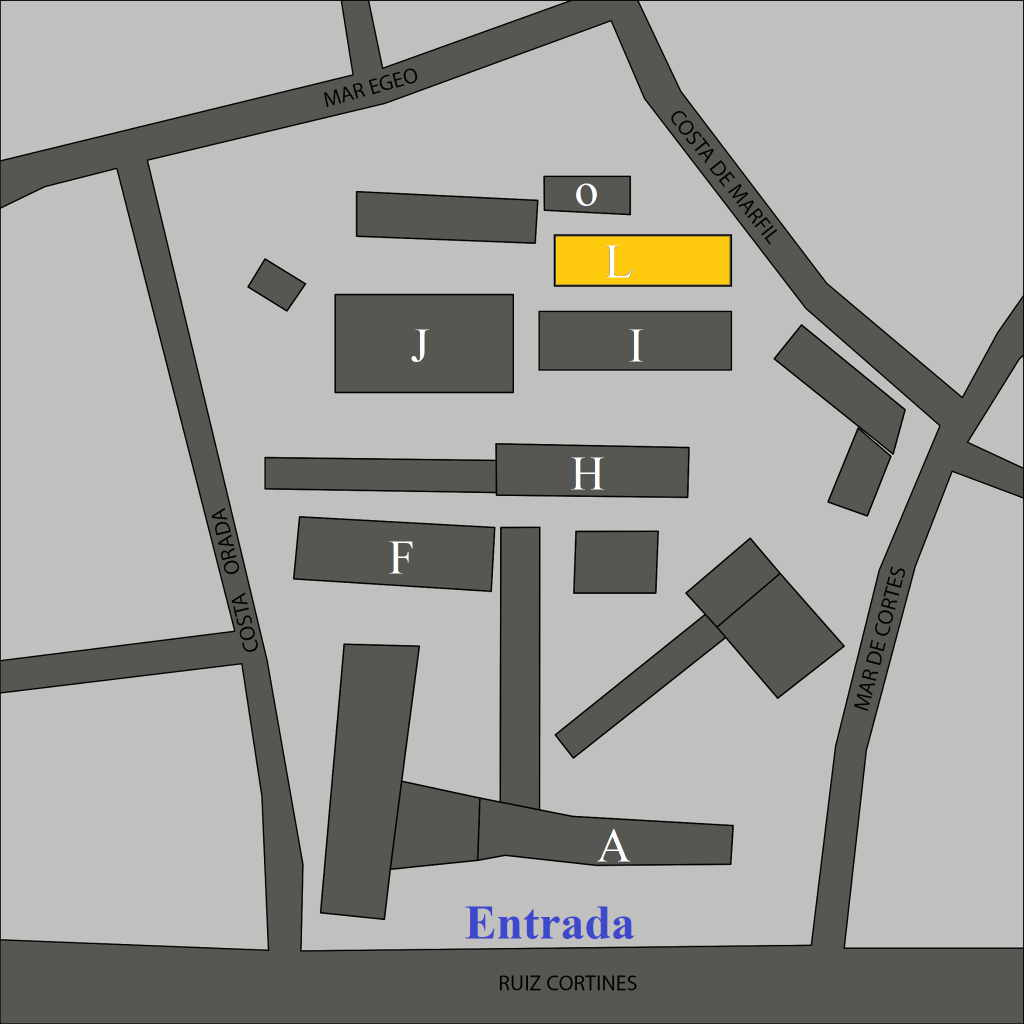 MAR EGEO
COSTA DE MARFIL
O
L
J
I
H
F
COSTA ORADA
MAR DE CORTES
A
Entrada
RUIZ CORTINES